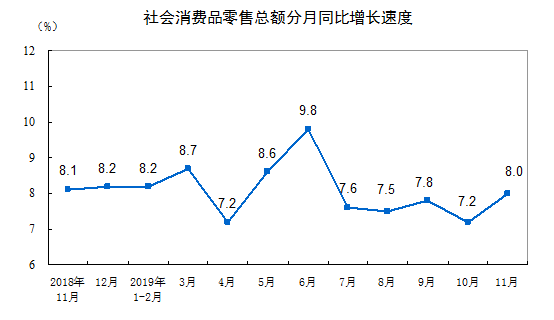 社会消费品零售总额分月同比增长速度
(%)
12
11
10
9
8
7
6
8.1
8.2
8.2
8.7
7.2
8.6
9.8
7.6
7.5
7.8
7.2
8.0
2018年
11月
12月
2019年
1-2月
3月
4月
5月
6月
7月
8月
9月
10月
11月